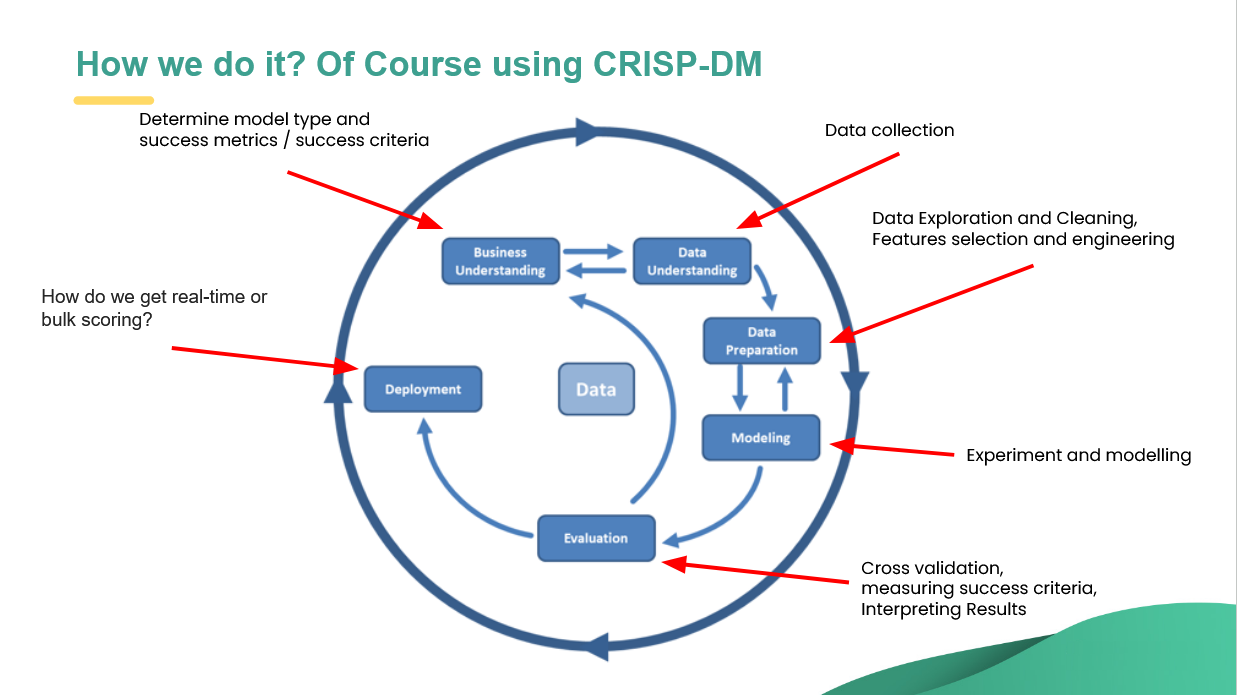 How we do it? Of Course using CRISP-DM
Determine model type and
success metrics / success criteria
Data collection
Data Exploration and Cleaning,
Features selection and engineering
Business
Understanding
Data
Understanding
How do we get real-time or
bulk scoring?
Data
Preparation
Deployment
Data
Modeling
Experiment and modelling
Evaluation
Cross validation,
measuring success criteria,
Interpreting Results